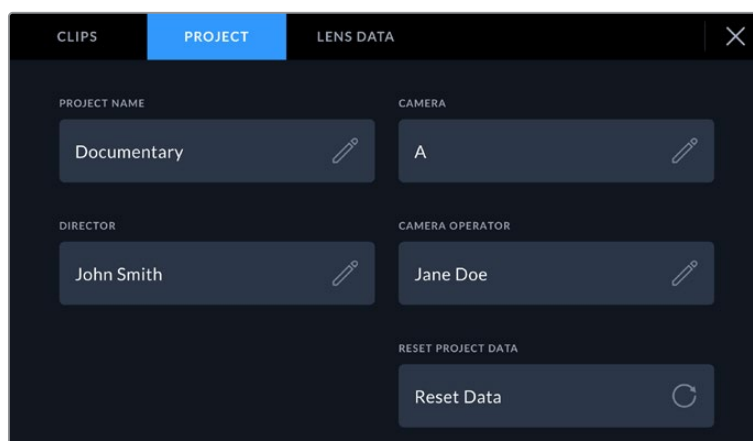 CLIPS PROJECT LENS DATA
PROJECT NAME CAMERA
Documentary A
DIRECTOR CAMERA OPERATOR
John Smith Jane Doe
RESET PROJECT DATA
Reset Data